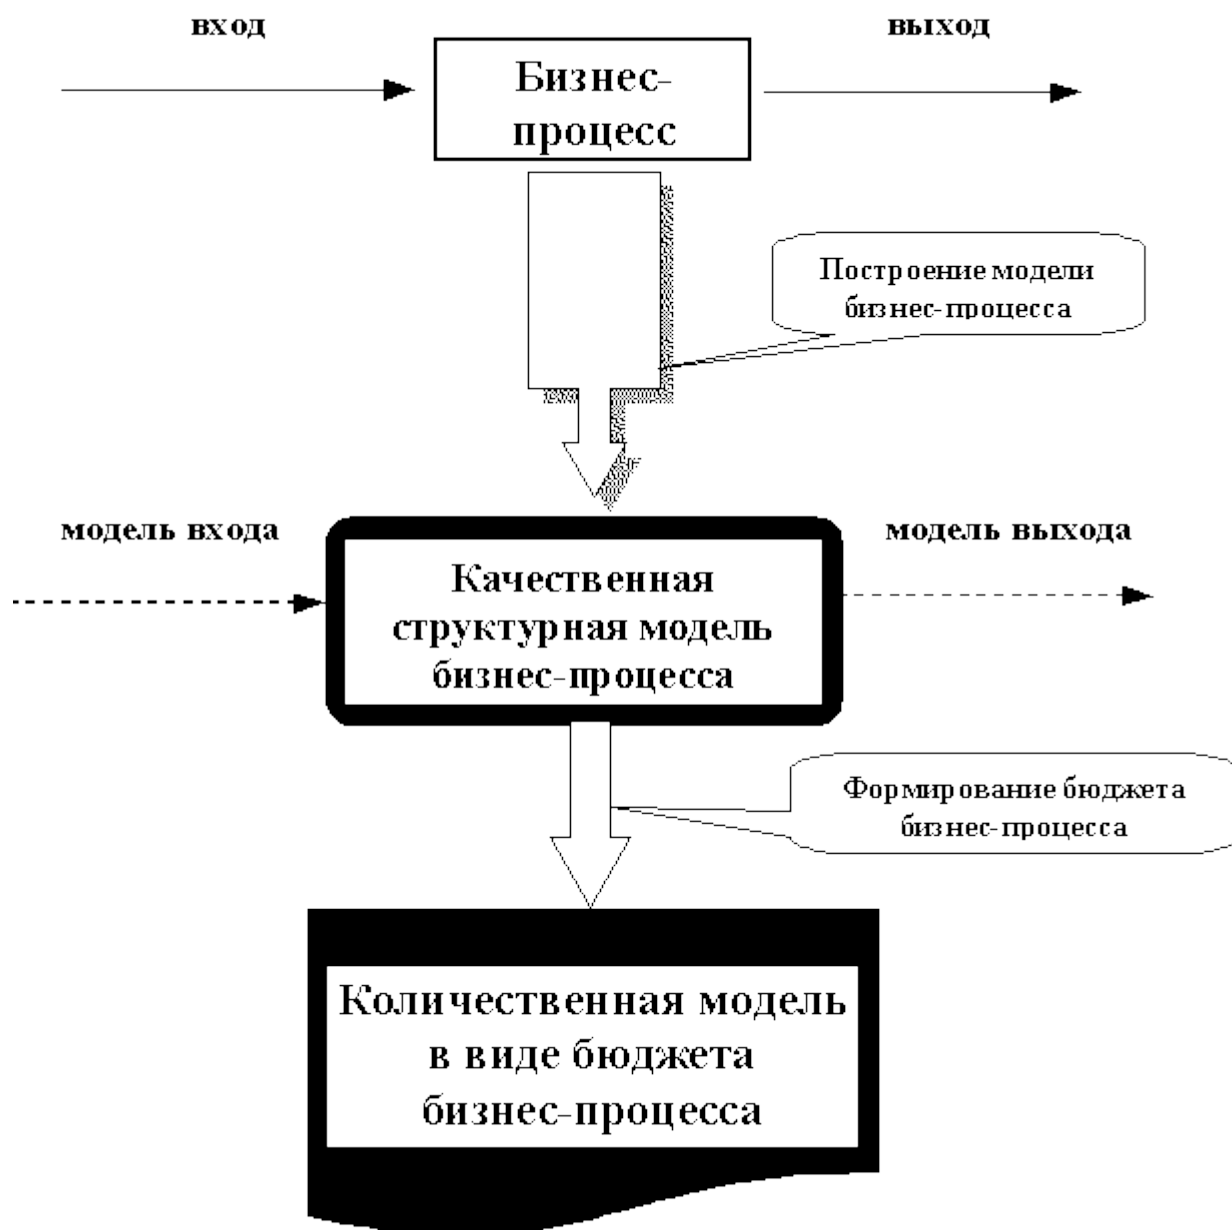 вход
выход
Бизнес-
процесс
Построение модели
бизнес-процесса
модель входа
модель выхода
Качественная
структурная модель
бизнес-процесса
Формирование бюджета
бизнес-процесса
Количественная модель
в виде бюджета
бизнес-процесса